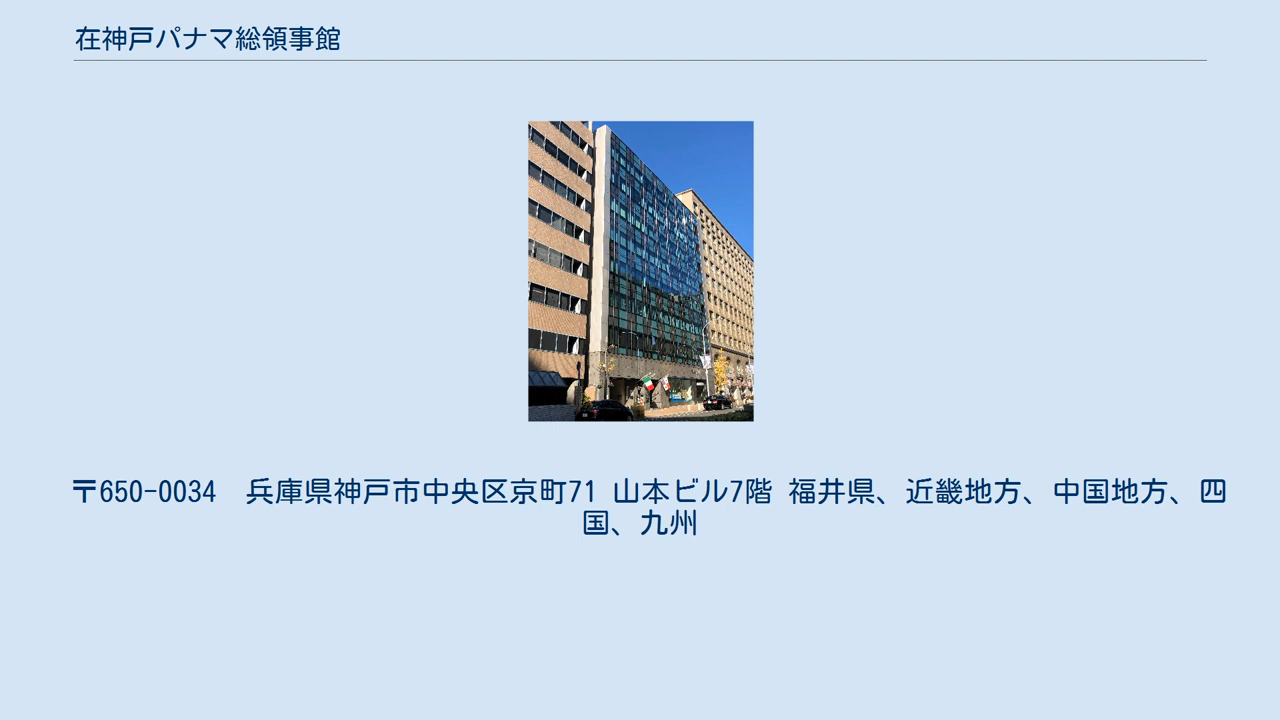 在神戸パナマ総領事館
〒650-0034　兵庫県神戸市中央区京町71 山本ビル7階 福井県、近畿地方、中国地方、四
国、九州